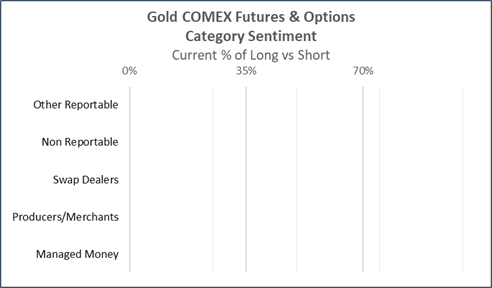 Gold COMEX Futures & Options
Category Sentiment
Current % of Long vs Short
0% 35% 70%
Other Reportable
Non Reportable
Swap Dealers
Producers/Merchants
Managed Money